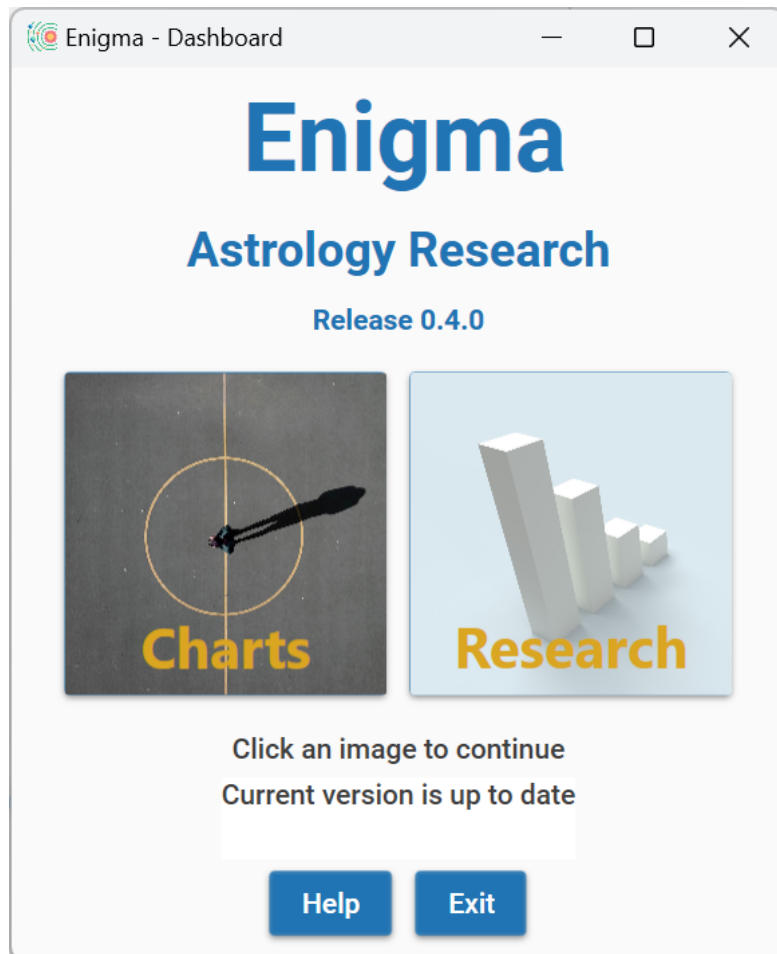 Enigma - Dashboard
Enigma
Astrology Research
Release 0.4.0
Charts
Research
Click an image to continue
Current version is up to date
Help
Exit